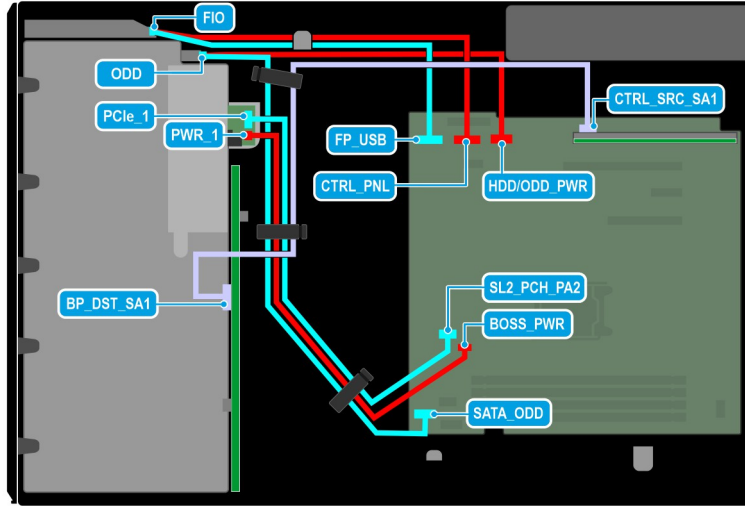 FIO
ODD
PCIe_1
PWR_1
FP_USB
CTRL_PNL
HDD/ODD_PWR
CTRL_SRC_SA1
BP_DST_SA1
SL2_PCH_PA2
BOSS_PWR
SATA_ODD